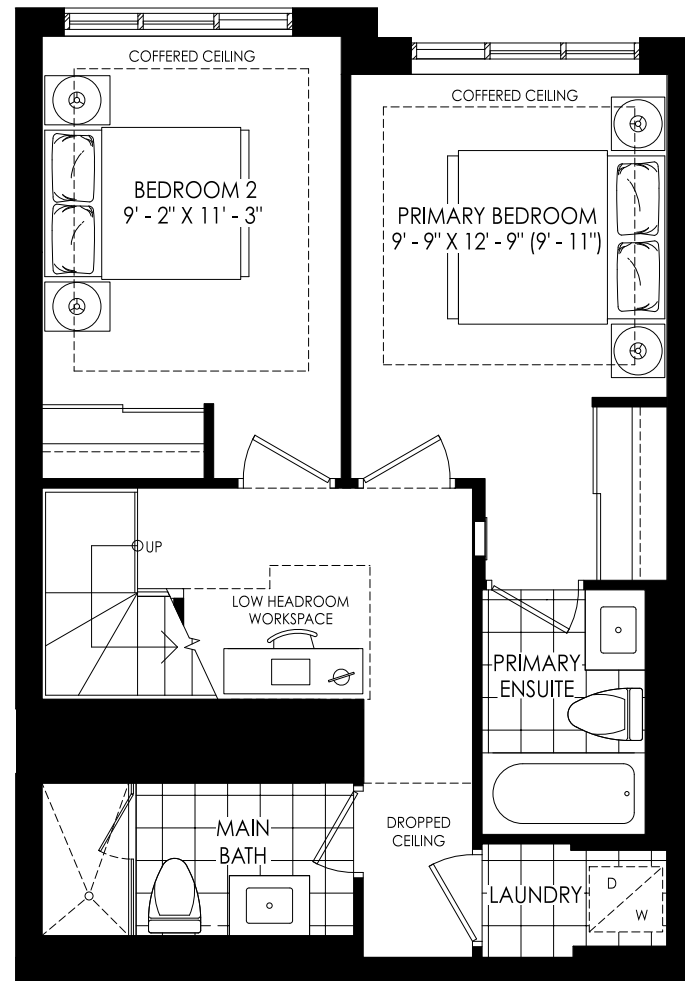 COFFERED CEILING
BEDROOM 2
9' - 2" X 11' - 3"
COFFERED CEILING
PRIMARY BEDROOM
9' - 9" X 12' - 9" (9' - 11")
UP
LOW HEADROOM
WORKSPACE
PRIMARY
ENSUITE
MAIN
BATH
DROPPED
CEILING
LAUNDRY
D
W